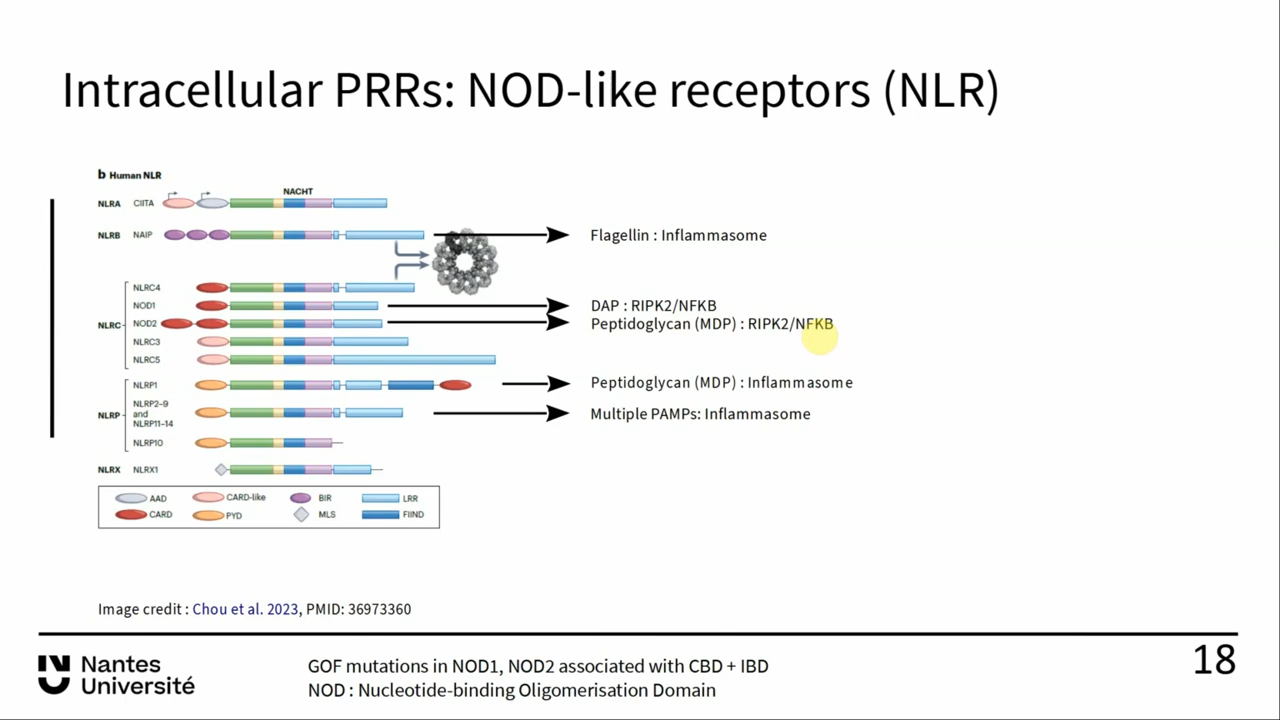 Intracellular PRRs: NOD-like receptors (NLR)
b Human NLR
NACHT
NLRA CIITA
NLRB NAIP
Flagellin : Inflammasome
NLRC
NLRC4
NOD1
DAP : RIPK2/NFKB
NOD2
Peptidoglycan (MDP) : RIPK2/NFKB
NLRC3
NLRC5
NLRP
NLRP1
Peptidoglycan (MDP) : Inflammasome
NLRP2–9
and
NLRP11–14
Multiple PAMPs: Inflammasome
NLRP10
NLRX NLRX1
AAD CARD-like BIR LRR
CARD PYD MLS FIIND
Image credit : Chou et al. 2023, PMID: 36973360
Nantes
Université
GOF mutations in NOD1, NOD2 associated with CBD + IBD
NOD : Nucleotide-binding Oligomerisation Domain
18